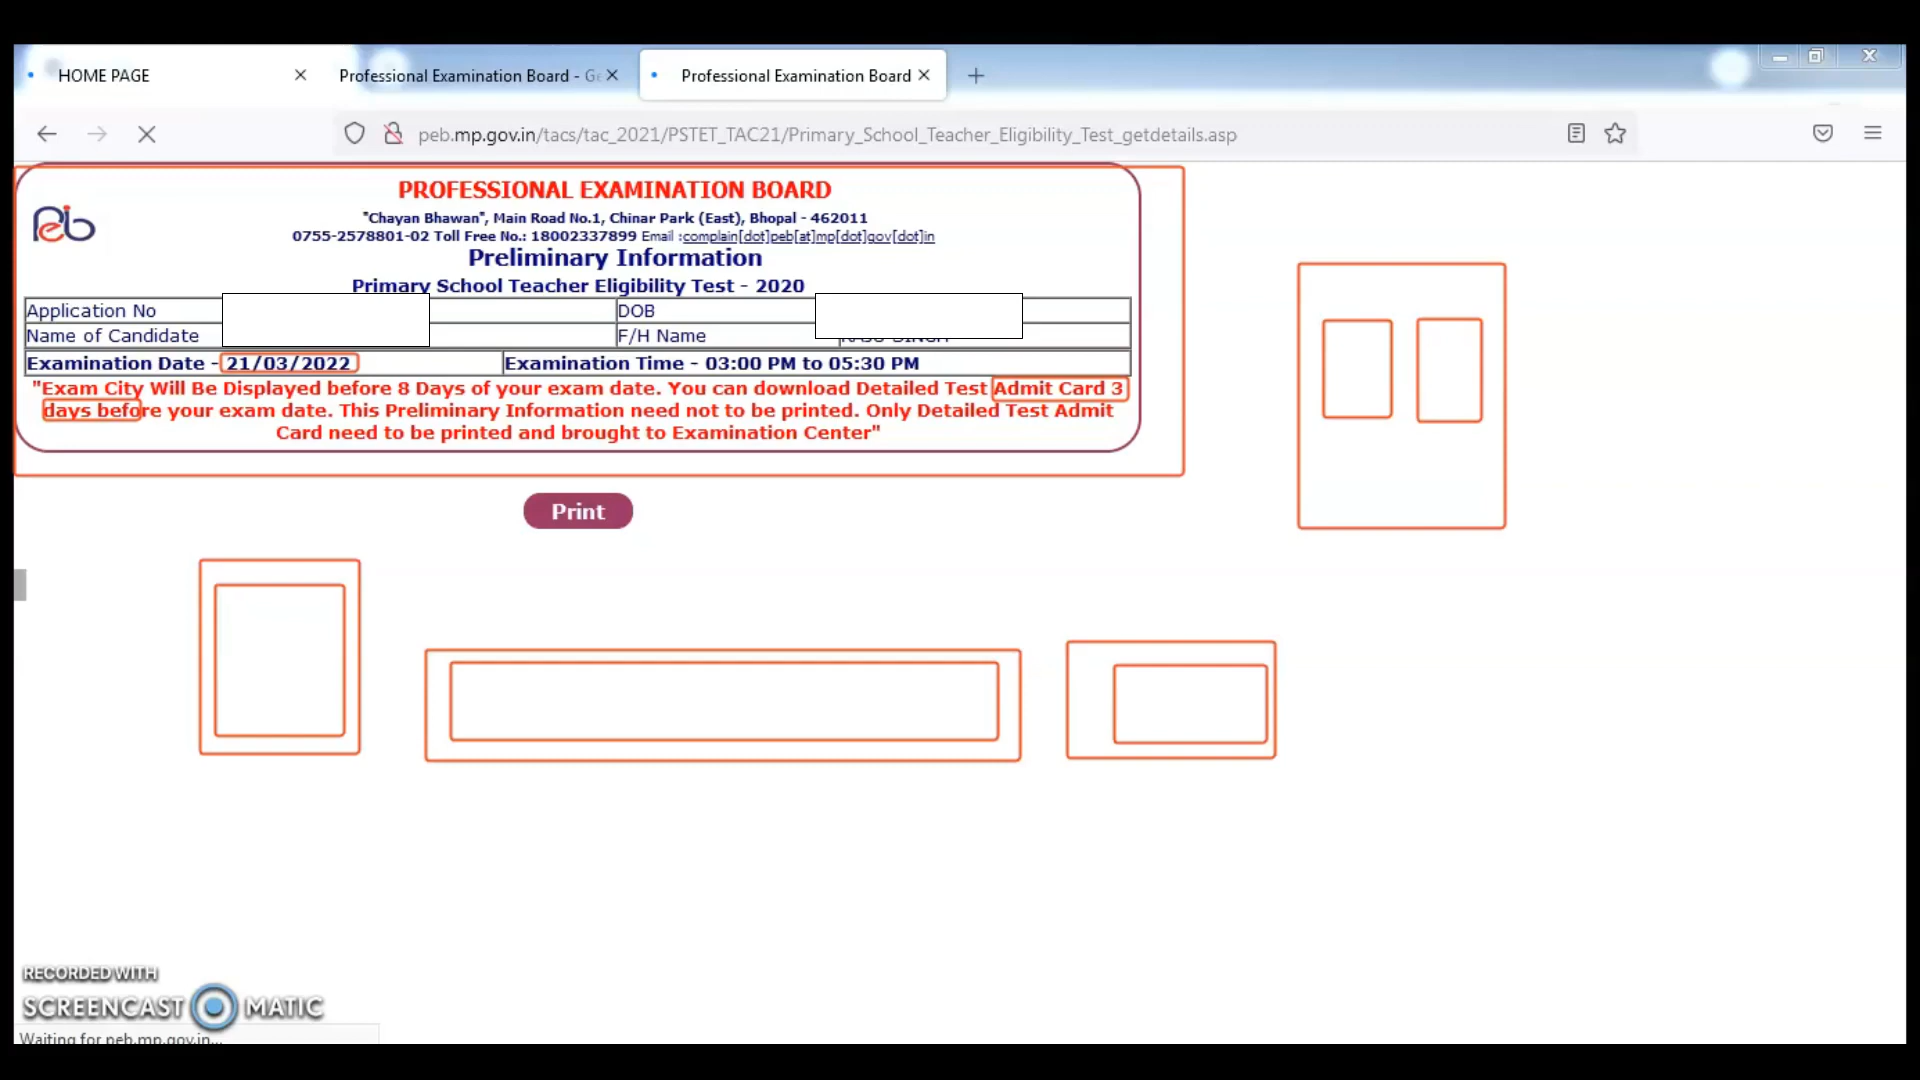 HOME PAGE
Professional Examination Board - Ge
Professional Examination Board
peb.mp.gov.in/tacs/tac_2021/PSTET_TAC21/Primary_School_Teacher_Eligibility_Test_getdetails.asp
peb
PROFESSIONAL EXAMINATION BOARD
"Chayan Bhawan", Main Road No.1, Chinar Park (East), Bhopal - 462011
0755-2578801-02 Toll Free No.: 18002337899 Email :complain[dot]peb[at]mp[dot]gov[dot]in
Preliminary Information
Primary School Teacher Eligibility Test - 2020
Application No DOB
Name of Candidate F/H Name
Examination Date - 21/03/2022 Examination Time - 03:00 PM to 05:30 PM
"Exam City Will Be Displayed before 8 Days of your exam date. You can download Detailed Test Admit Card 3
days before your exam date. This Preliminary Information need not to be printed. Only Detailed Test Admit
Card need to be printed and brought to Examination Center"
Print
RECORDED WITH
SCREENCAST MATIC
Waiting for peb.mp.gov.in...